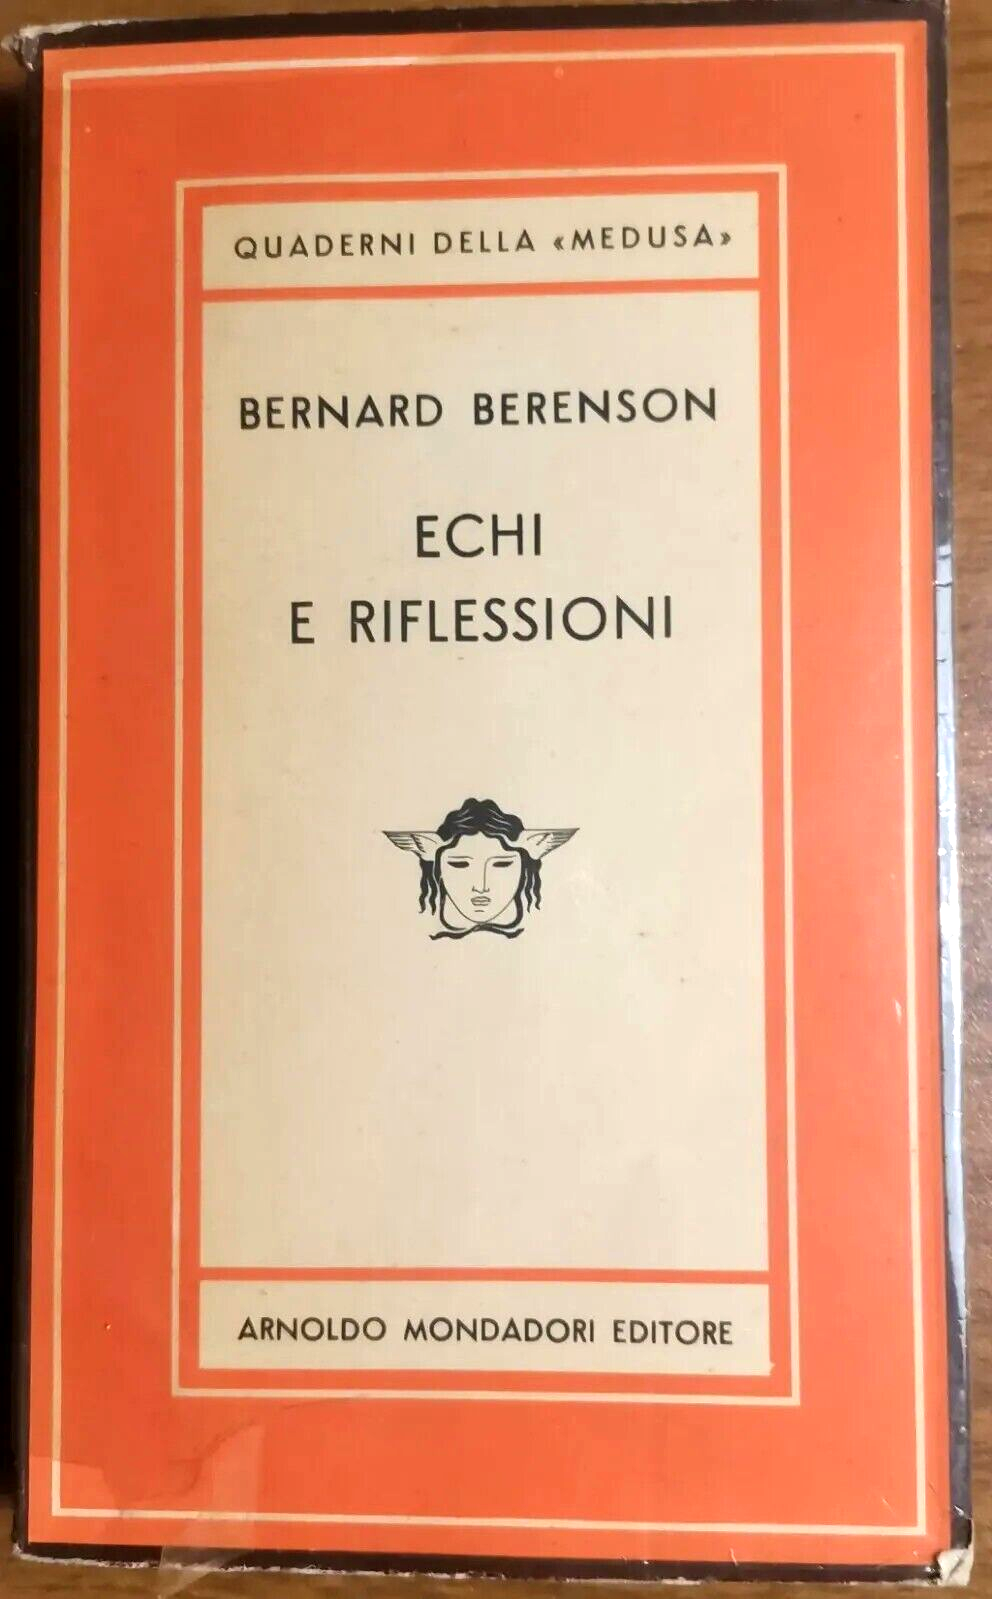 QUADERNI DELLA «MEDUSA»
BERNARD BERENSON
ECHI
E RIFLESSIONI
ARNOLDO MONDADORI EDITORE